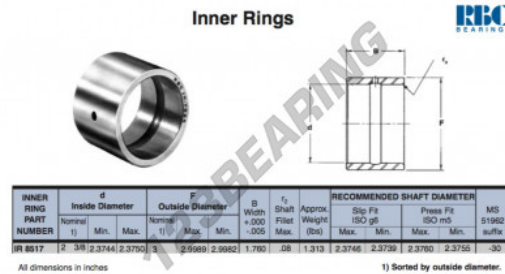 Inner Rings
RBC
BEARINGS
123BEARING
B
rₛ
d
F
INNER RING PART NUMBER
d
Inside Diameter
Nominal 1) Min. Max.
F
Outside Diameter
Nominal 1) Max. Min.
B
Width
+.000
-.005
Shaft Fillet Max.
Approx. Weight (lbs)
RECOMMENDED SHAFT DIAMETER
Slip Fit
ISO g6
Max. Min.
Press Fit
ISO m5
Max. Min.
MS 51962 suffix
IR 8517 2 3/8 2.3744 2.3750 3 2.9989 2.9982 1.760 .08 1.313 2.3746 2.3739 2.3760 2.3755 -30
All dimensions in inches
1) Sorted by outside diameter.